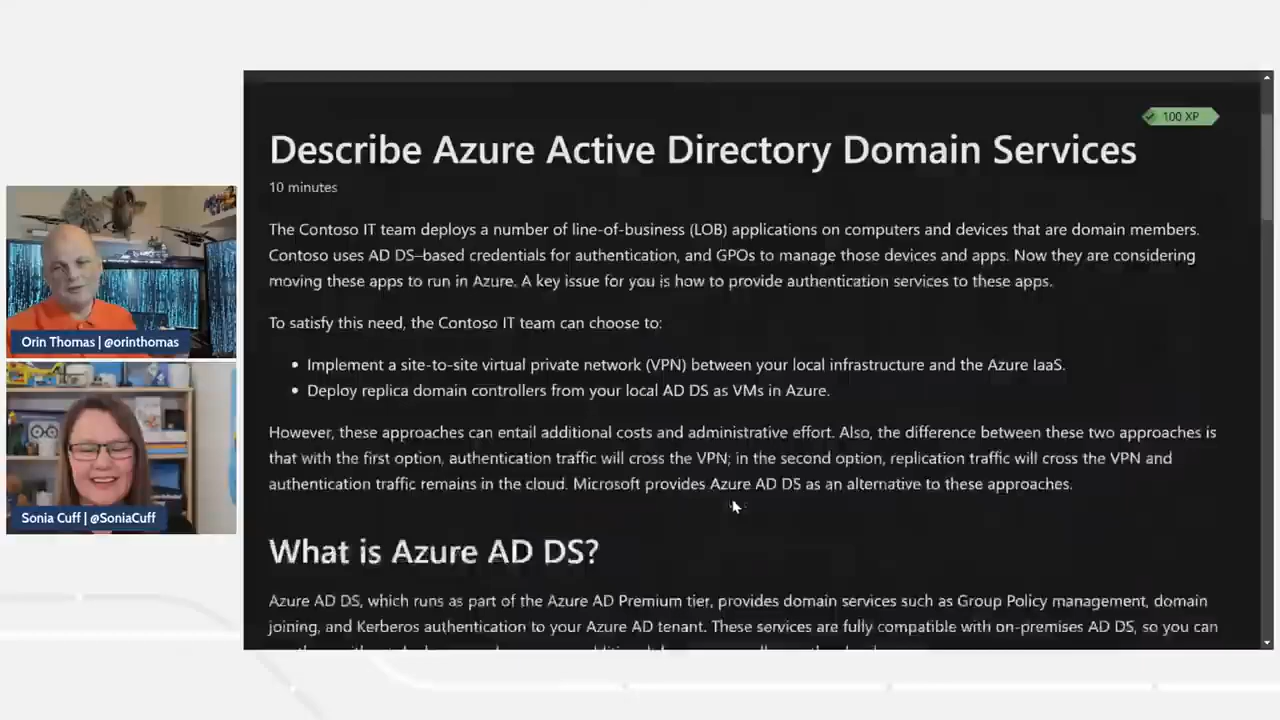 100 XP
Describe Azure Active Directory Domain Services
10 minutes
The Contoso IT team deploys a number of line-of-business (LOB) applications on computers and devices that are domain members.
Contoso uses AD DS–based credentials for authentication, and GPOs to manage those devices and apps. Now they are considering
moving these apps to run in Azure. A key issue for you is how to provide authentication services to these apps.
To satisfy this need, the Contoso IT team can choose to:
• Implement a site-to-site virtual private network (VPN) between your local infrastructure and the Azure IaaS.
• Deploy replica domain controllers from your local AD DS as VMs in Azure.
However, these approaches can entail additional costs and administrative effort. Also, the difference between these two approaches is
that with the first option, authentication traffic will cross the VPN; in the second option, replication traffic will cross the VPN and
authentication traffic remains in the cloud. Microsoft provides Azure AD DS as an alternative to these approaches.
What is Azure AD DS?
Azure AD DS, which runs as part of the Azure AD Premium tier, provides domain services such as Group Policy management, domain
joining, and Kerberos authentication to your Azure AD tenant. These services are fully compatible with on-premises AD DS, so you can
Orin Thomas | @orinthomas
Sonia Cuff | @SoniaCuff